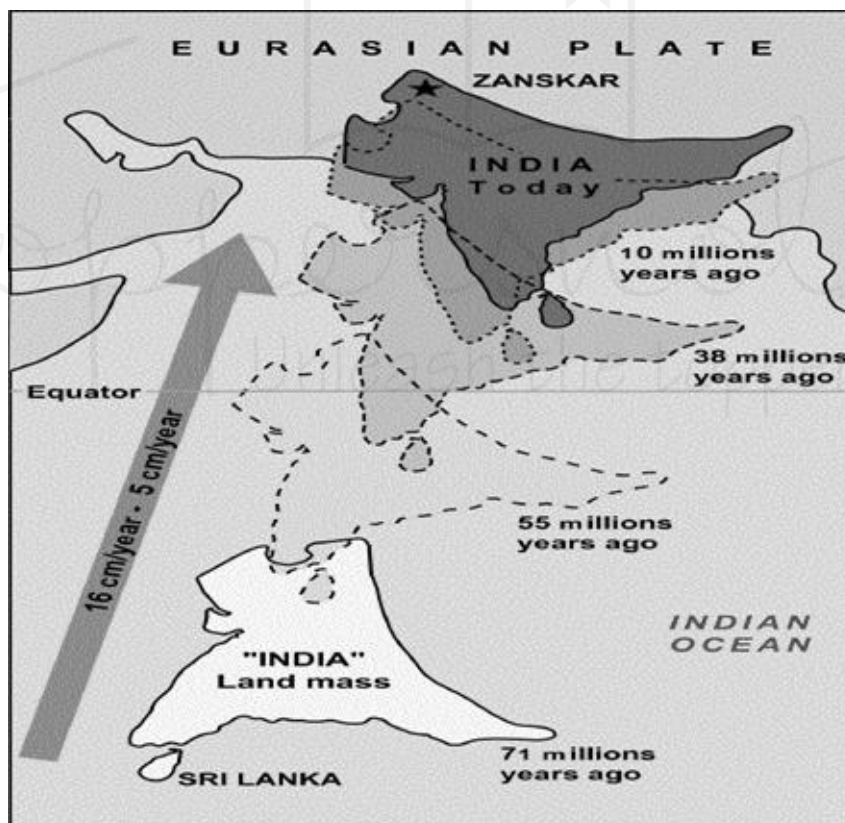 EURASIAN PLATE
ZANSKAR
INDIA
Today
10 millions
years ago
38 millions
years ago
Equator
16 cm/year - 5 cm/year
55 millions
years ago
INDIAN
OCEAN
"INDIA"
Land mass
71 millions
years ago
SRI LANKA